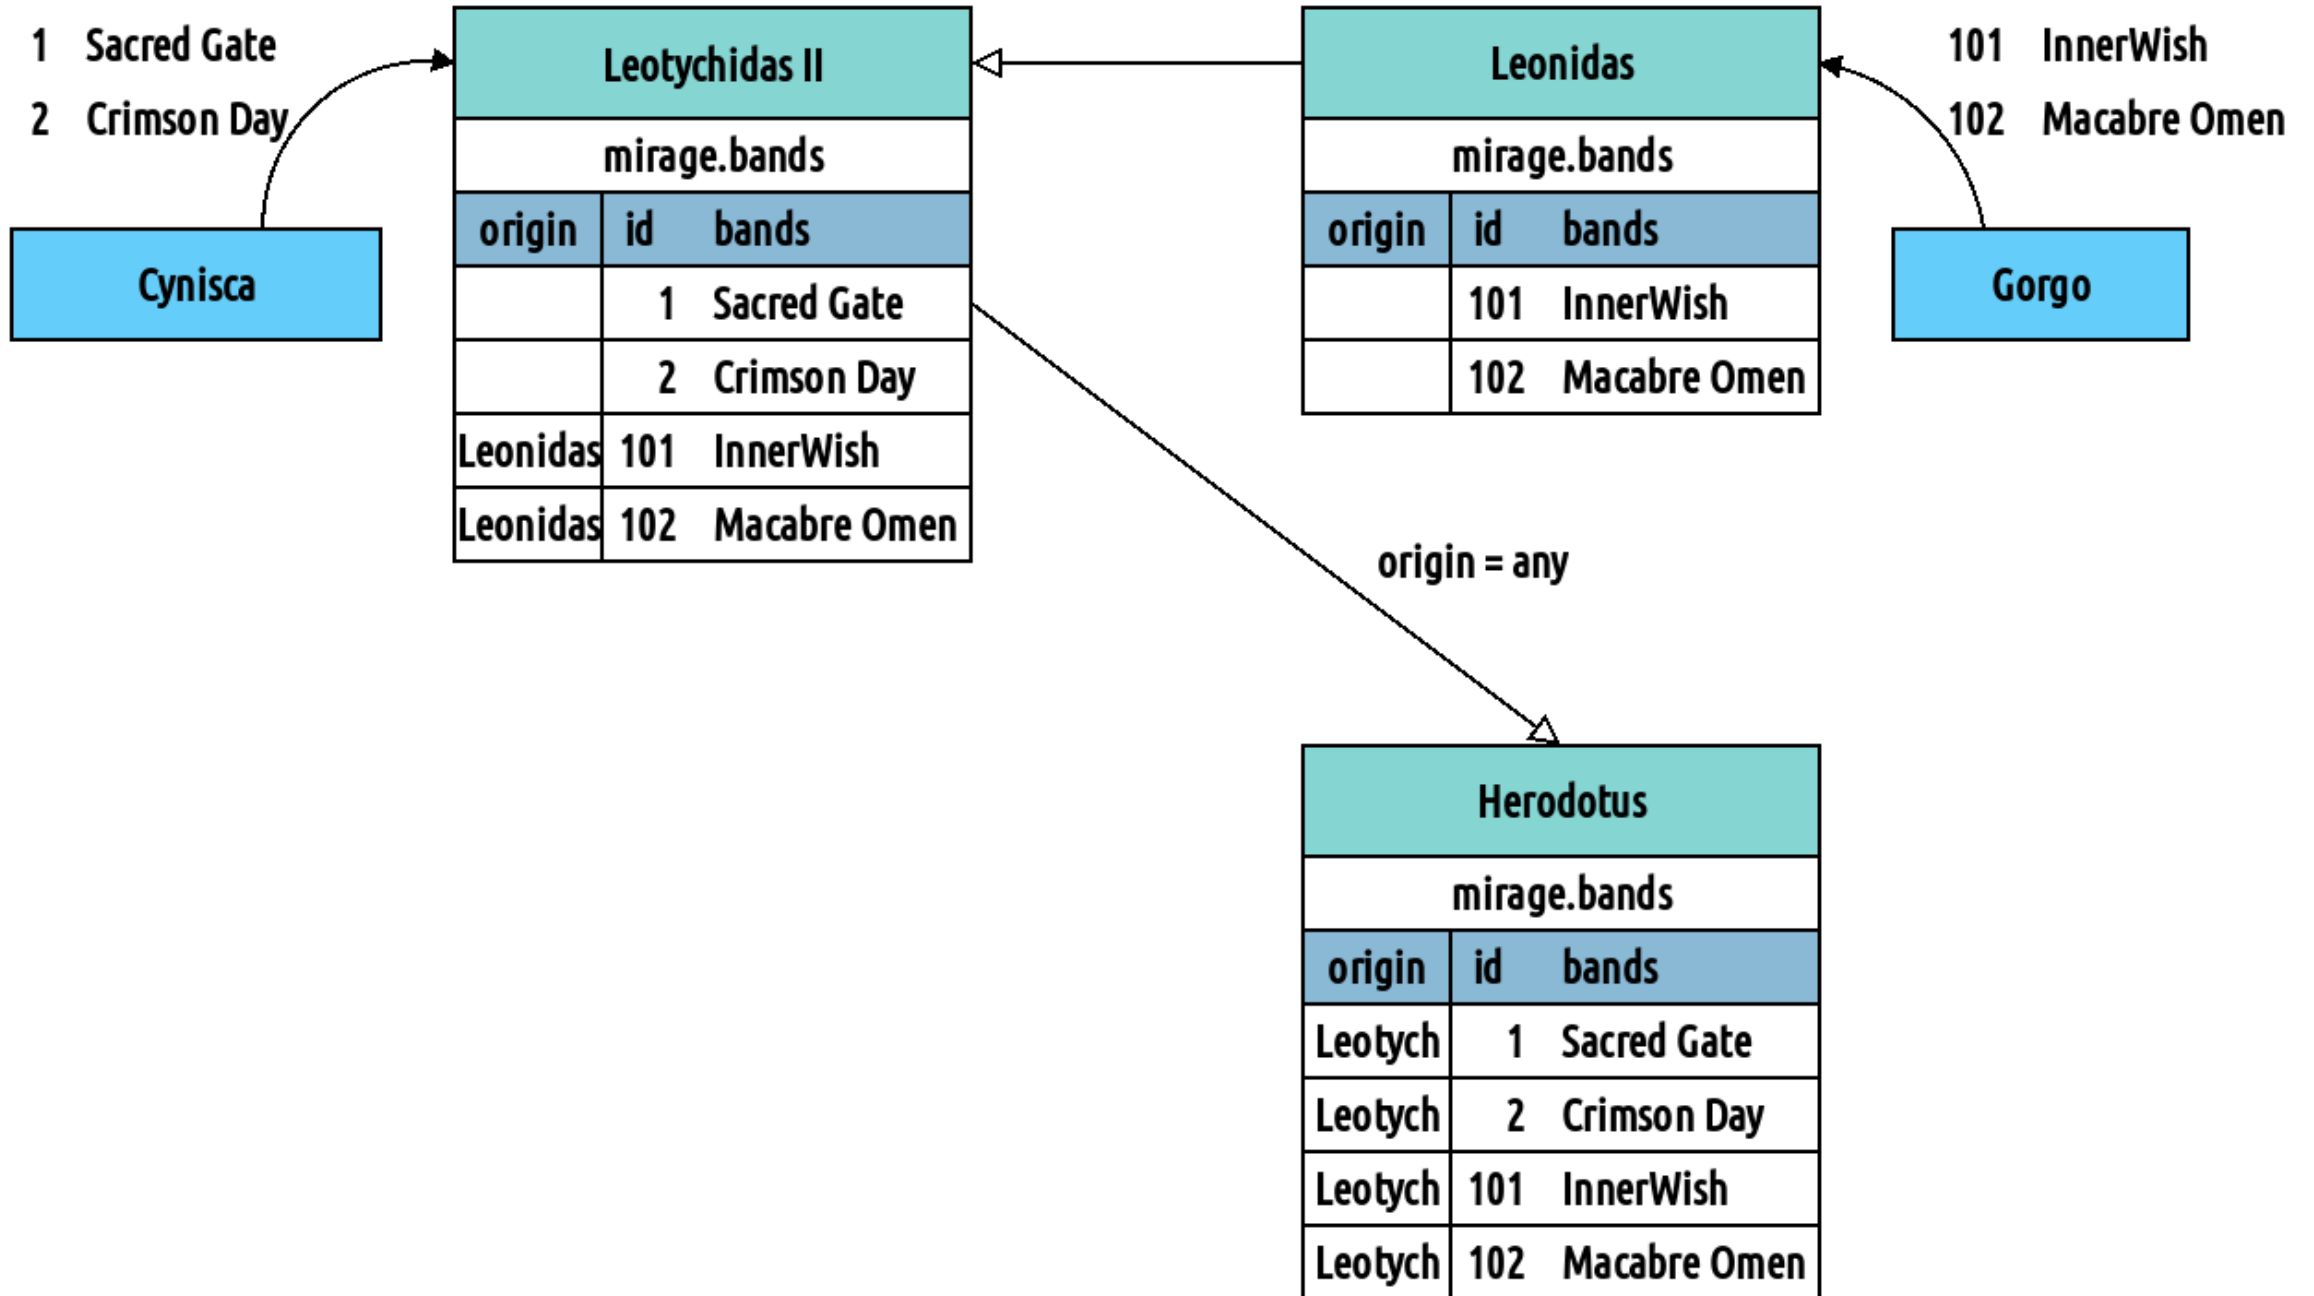 1 Sacred Gate
2 Crimson Day
Cynisca
Leotychidas II
mirage.bands
origin id bands
1 Sacred Gate
2 Crimson Day
Leonidas 101 InnerWish
Leonidas 102 Macabre Omen
Leonidas
mirage.bands
origin id bands
101 InnerWish
102 Macabre Omen
101 InnerWish
102 Macabre Omen
Gorgo
origin = any
Herodotus
mirage.bands
origin id bands
Leotych 1 Sacred Gate
Leotych 2 Crimson Day
Leotych 101 InnerWish
Leotych 102 Macabre Omen